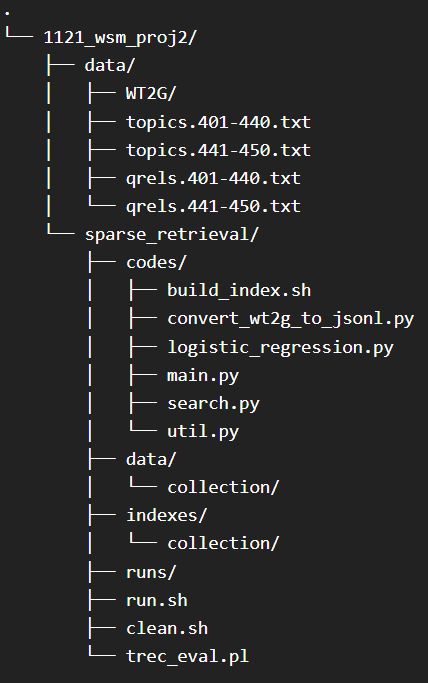 .
└── 1121_wsm_proj2/
    ├── data/
    │   ├── WT2G/
    │   ├── topics.401-440.txt
    │   ├── topics.441-450.txt
    │   ├── qrels.401-440.txt
    │   └── qrels.441-450.txt
    └── sparse_retrieval/
        ├── codes/
        │   ├── build_index.sh
        │   ├── convert_wt2g_to_jsonl.py
        │   ├── logistic_regression.py
        │   ├── main.py
        │   ├── search.py
        │   └── util.py
        ├── data/
        │   └── collection/
        ├── indexes/
        │   └── collection/
        ├── runs/
        ├── run.sh
        ├── clean.sh
        └── trec_eval.pl